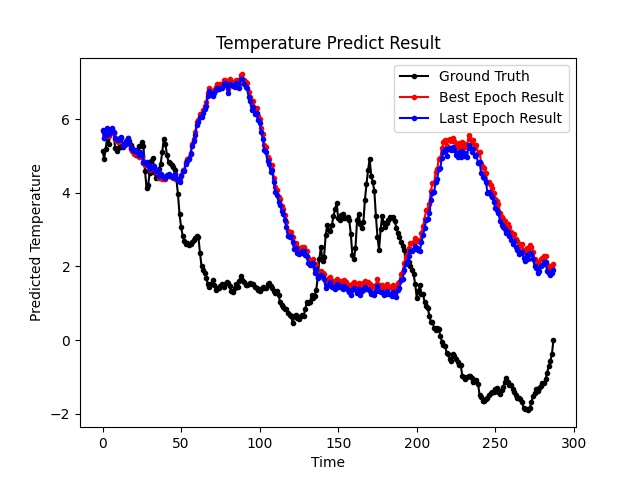 Temperature Predict Result
Ground Truth
Best Epoch Result
Last Epoch Result
Predicted Temperature
6
4
2
0
−2
0 50 100 150 200 250 300
Time